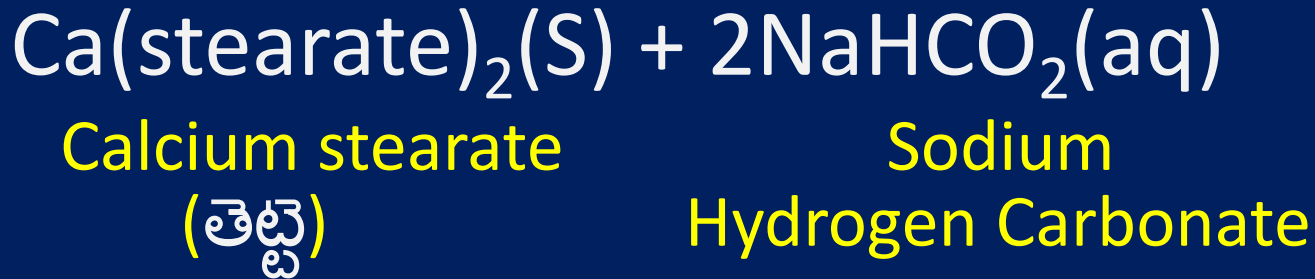 Ca(stearate)₂(S) + 2NaHCO₂(aq)
Calcium stearate Sodium
(తెట్టె) Hydrogen Carbonate